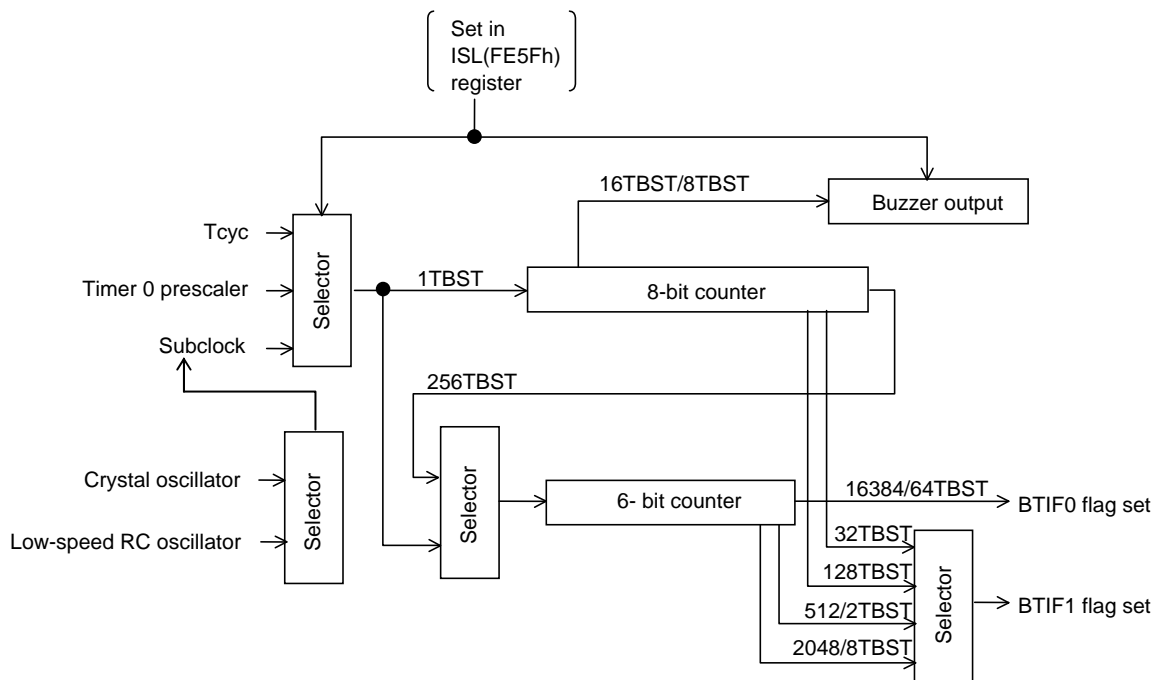 Set in
ISL(FE5Fh)
register
16TBST/8TBST
Buzzer output
Tcyc
Selector
1TBST
8-bit counter
Timer 0 prescaler
Subclock
256TBST
Selector
Selector
Crystal oscillator
6- bit counter
16384/64TBST
BTIF0 flag set
Low-speed RC oscillator
32TBST
128TBST
Selector
BTIF1 flag set
512/2TBST
2048/8TBST